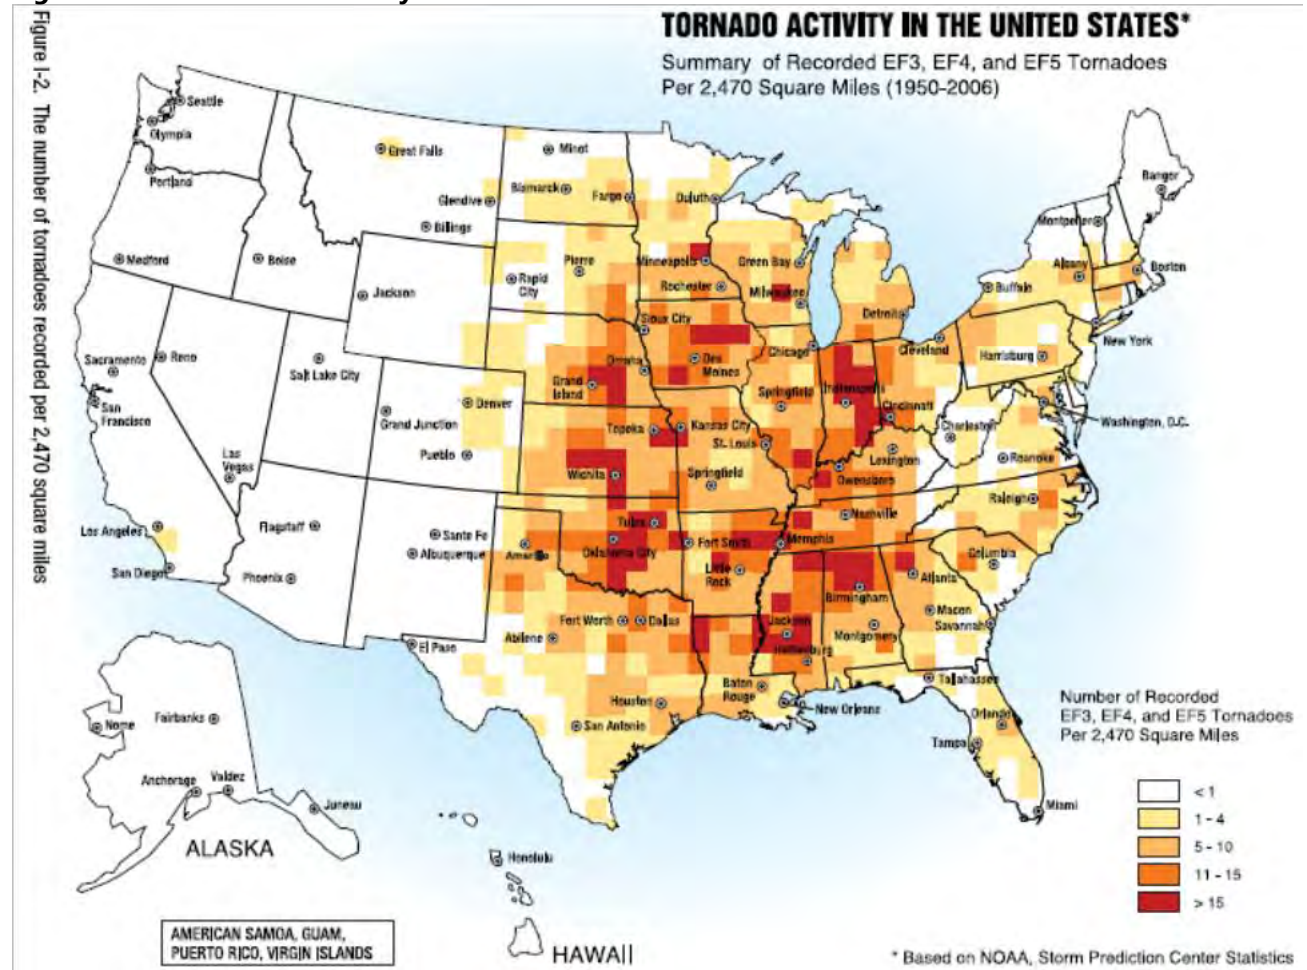 TORNADO ACTIVITY IN THE UNITED STATES*
Summary of Recorded EF3, EF4, and EF5 Tornadoes
Per 2,470 Square Miles (1950-2006)
Figure I-2. The number of tornadoes recorded per 2,470 square miles
Seattle
Olympia
Portland
Medford
Boise
Great Falls
Glendive
Billings
Jackson
Minot
Bismarck
Fargo
Duluth
Pierre
Rapid
City
Minneapolis
Rochester
Green Bay
Milwaukee
Sioux City
Detroit
Buffalo
Albany
Montpelier
Bangor
Boston
New York
Harrisburg
Cleveland
Chicago
Des
Moines
Omaha
Grand
Island
Sacramento
San
Francisco
Reno
Salt Lake City
Grand Junction
Denver
Pueblo
Las
Vegas
Los Angeles
San Diego
Flagstaff
Phoenix
Sante Fe
Albuquerque
El Paso
Topeka
Kansas City
St. Louis
Springfield
Springfield
Indianapolis
Cincinnati
Charleston
Washington, D.C.
Lexington
Roanoke
Owensboro
Raleigh
Wichita
Tulsa
Oklahoma City
Amarillo
Fort Smith
Little
Rock
Memphis
Nashville
Columbia
Atlanta
Birmingham
Macon
Savannah
Montgomery
Jackson
Hattiesburg
Fort Worth
Dallas
Abilene
Houston
San Antonio
Baton
Rouge
New Orleans
Tallahassee
Orlando
Tampa
Miami
Nome
Fairbanks
Anchorage
Valdez
Juneau
ALASKA
Honolulu
HAWAII
AMERICAN SAMOA, GUAM,
PUERTO RICO, VIRGIN ISLANDS
Number of Recorded
EF3, EF4, and EF5 Tornadoes
Per 2,470 Square Miles
< 1
1 - 4
5 - 10
11 - 15
> 15
* Based on NOAA, Storm Prediction Center Statistics